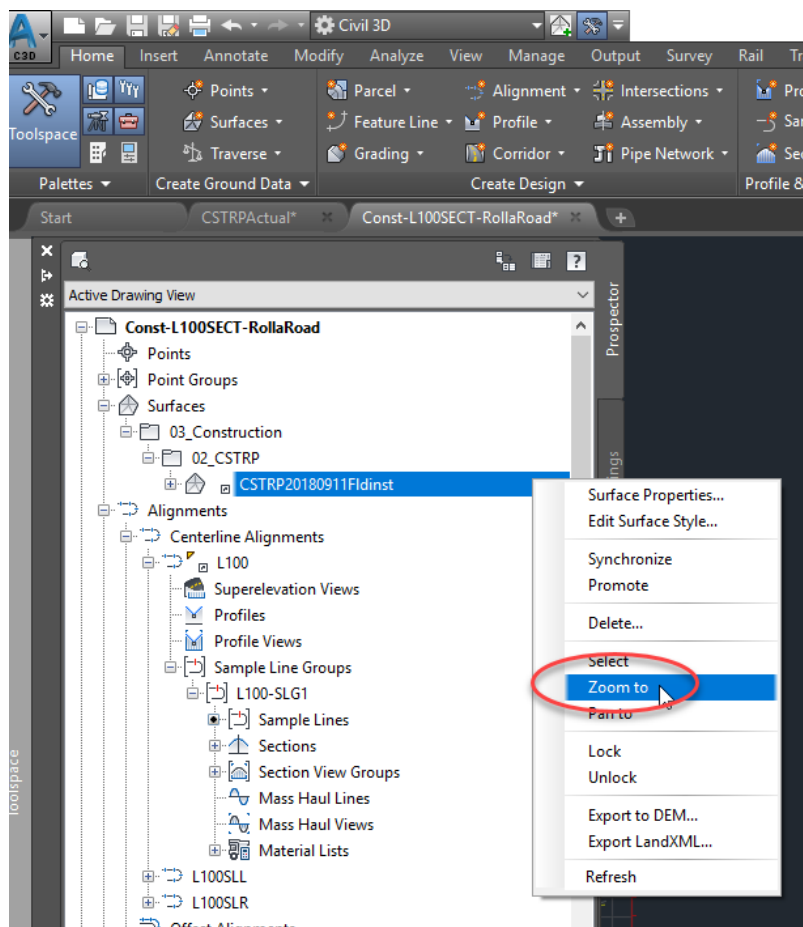 C3D
Civil 3D
Home Insert Annotate Modify Analyze View Manage Output Survey Rail
Toolspace
Points
Surfaces
Traverse
Parcel
Feature Line
Grading
Alignment
Profile
Corridor
Intersections
Assembly
Pipe Network
Palettes
Create Ground Data
Create Design
Profile &
Start
CSTRPActual*
Const-L100SECT-RollaRoad*
Active Drawing View
Prospector
Const-L100SECT-RollaRoad
Points
Point Groups
Surfaces
03_Construction
02_CSTRP
CSTRP20180911FIdinst
Alignments
Centerline Alignments
L100
Superelevation Views
Profiles
Profile Views
Sample Line Groups
L100-SLG1
Sample Lines
Sections
Section View Groups
Mass Haul Lines
Mass Haul Views
Material Lists
L100SLL
L100SLR
Offset Alignments
Surface Properties...
Edit Surface Style...
Synchronize
Promote
Delete...
Select
Zoom to
Pan to
Lock
Unlock
Export to DEM...
Export LandXML...
Refresh
Toolspace